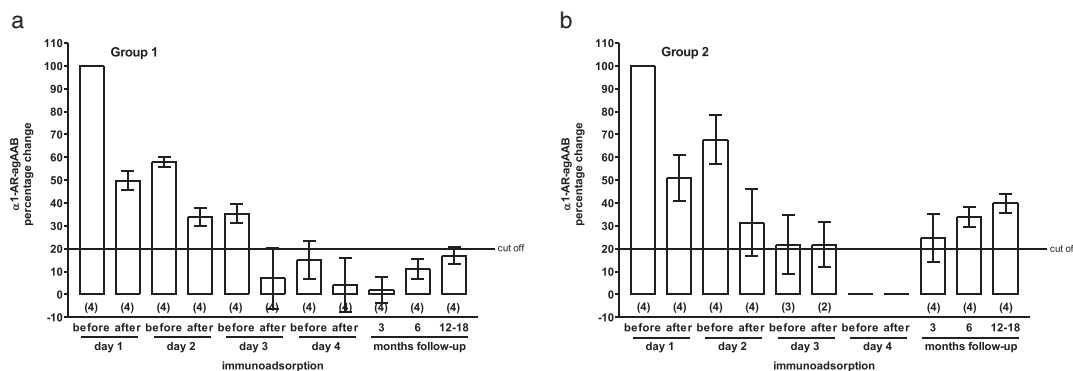 a
Group 1
110
100
90
80
70
60
50
40
30
20
10
0
-10
α1-AR-agAAB
percentage change
cut off
(4) (4) (4) (4) (4) (4) (4) (4) (4) (4) (4)
before after before after before after before after 3 6 12-18
day 1 day 2 day 3 day 4 months follow-up
immunoadsorption
b
Group 2
110
100
90
80
70
60
50
40
30
20
10
0
-10
α1-AR-agAAB
percentage change
cut of
(4) (4) (4) (4) (3) (2) (4) (4) (4)
before after before after before after before after 3 6 12-18
day 1 day 2 day 3 day 4 months follow-up
immunoadsorption